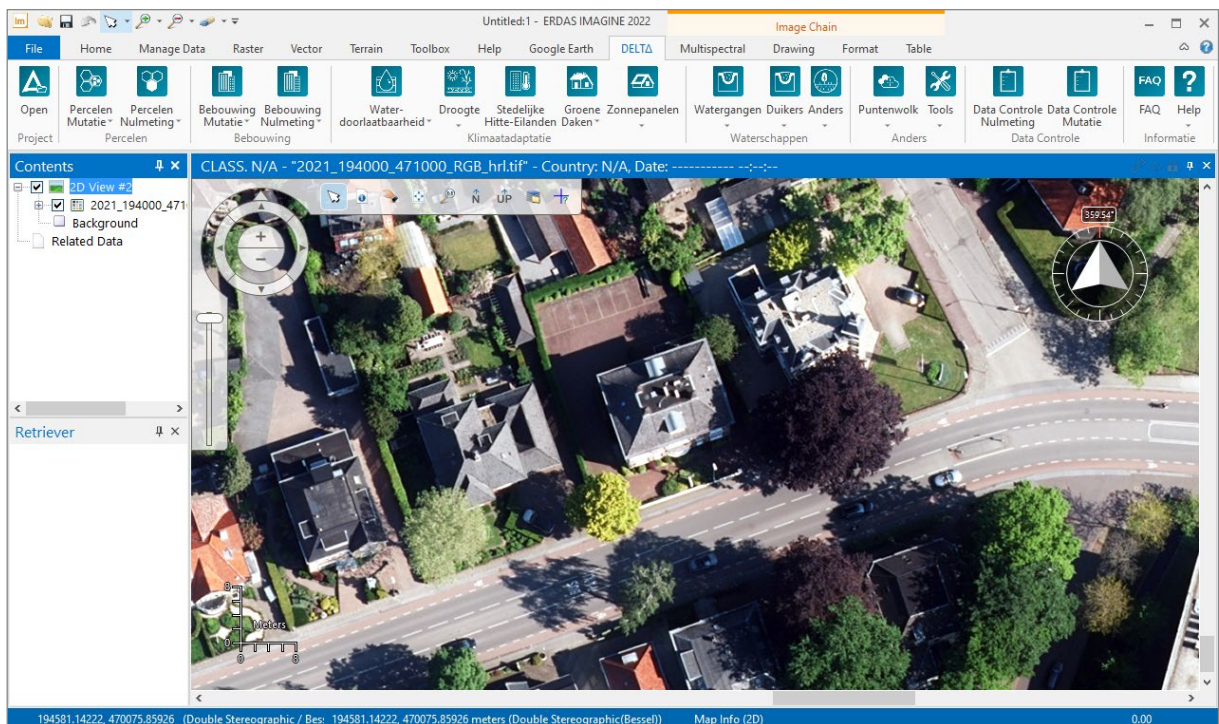 Untitled:1 - ERDAS IMAGINE 2022
Image Chain
File Home Manage Data Raster Vector Terrain Toolbox Help Google Earth DELTΔ Multispectral Drawing Format Table
Open
Percelen Mutatie
Percelen Nulmeting
Bebouwing Mutatie
Bebouwing Nulmeting
Water-doorlaatbaarheid
Droogte
Stedelijke Hitte-Eilanden
Groene Daken
Zonnepanelen
Watergangen
Duikers
Anders
Puntenwolk
Tools
Data Controle Nulmeting
Data Controle Mutatie
FAQ
FAQ
?
Help
Project Percelen Bebouwing Klimaatadaptatie Waterschappen Anders Data Controle Informatie
Contents
2D View #2
2021_194000_471
Background
Related Data
Retriever
CLASS. N/A - "2021_194000_471000_RGB_hrl.tif" - Country: N/A, Date: ----------- --:--:--
N UP
359.54°
8
Meters
0
0 8
194581.14222, 470075.85926 (Double Stereographic / Bes: 194581.14222, 470075.85926 meters (Double Stereographic(Bessel)) Map Info (2D) 0.00